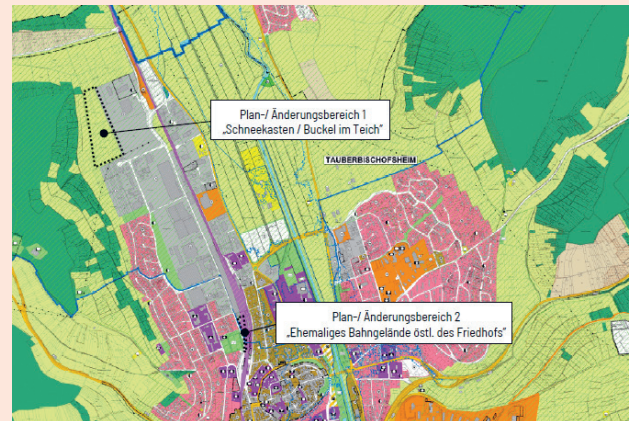 Plan-/ Änderungsbereich 1
„Schneekasten / Buckel im Teich"
TAUBERBISCHOFSHEIM
Plan-/ Änderungsbereich 2
„Ehemaliges Bahngelände östl. des Friedhofs"